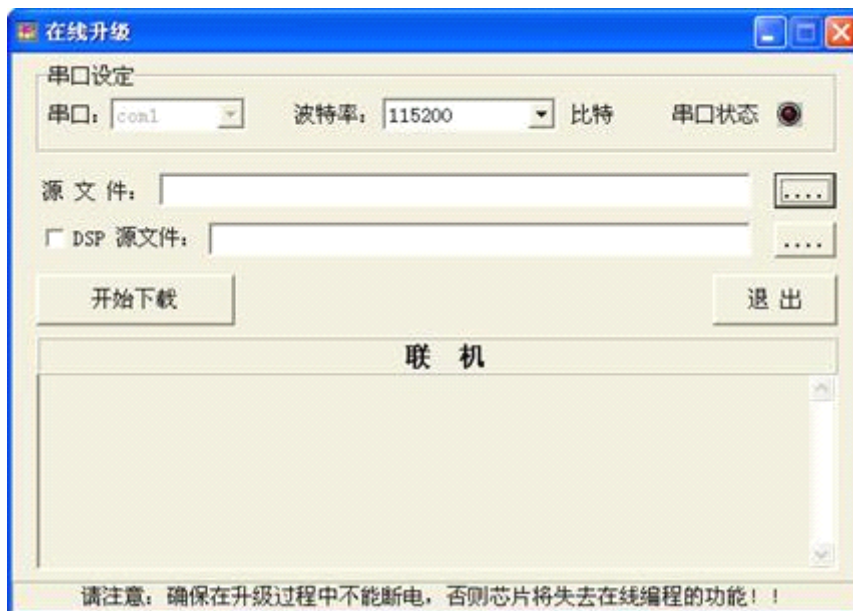 在线升级
串口设定
串口: com1 波特率: 115200 比特 串口状态
源 文 件: ....
DSP 源文件: ....
开始下载 退 出
联 机
请注意: 确保在升级过程中不能断电, 否则芯片将失去在线编程的功能! !